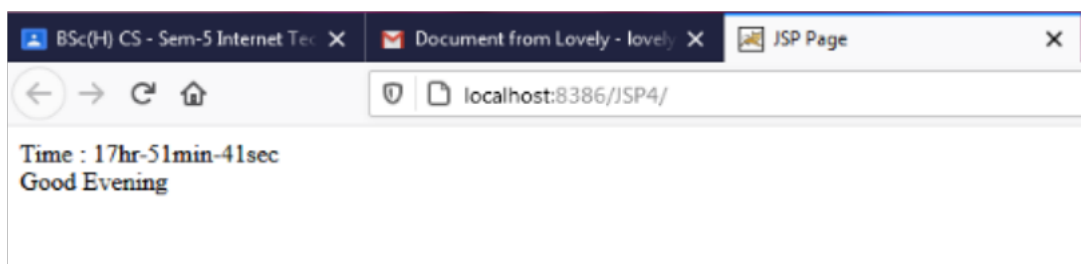 BSc(H) CS - Sem-5 Internet Tec
Document from Lovely - lovely
JSP Page
localhost:8386/JSP4/
Time : 17hr-51min-41sec
Good Evening